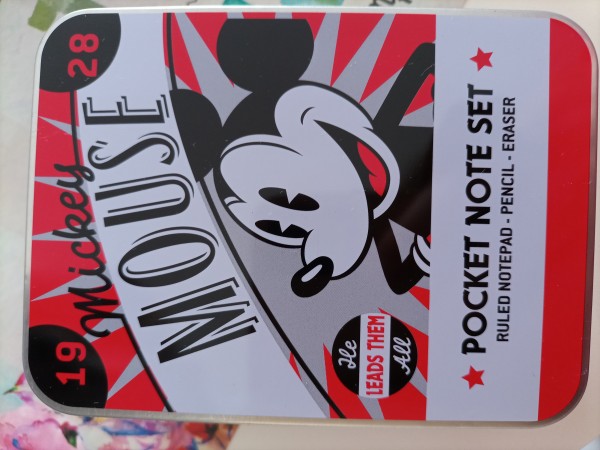 19 28
Mickey
MOUSE
He
LEADS THEM
All
POCKET NOTE SET
RULED NOTEPAD - PENCIL - ERASER